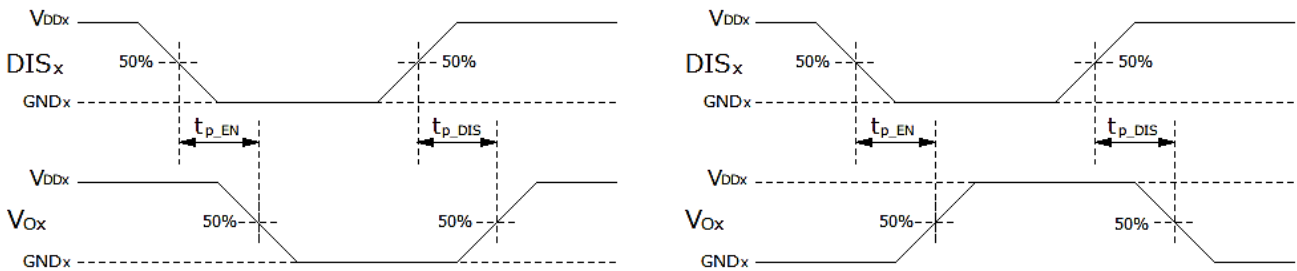 VDDx VDDx
DISx 50% 50% DISx 50% 50%
GNDx GNDx
tp_EN tp_DIS tp_EN tp_DIS
VDDx VDDx
VOx 50% 50% VOx 50% 50%
GNDx GNDx